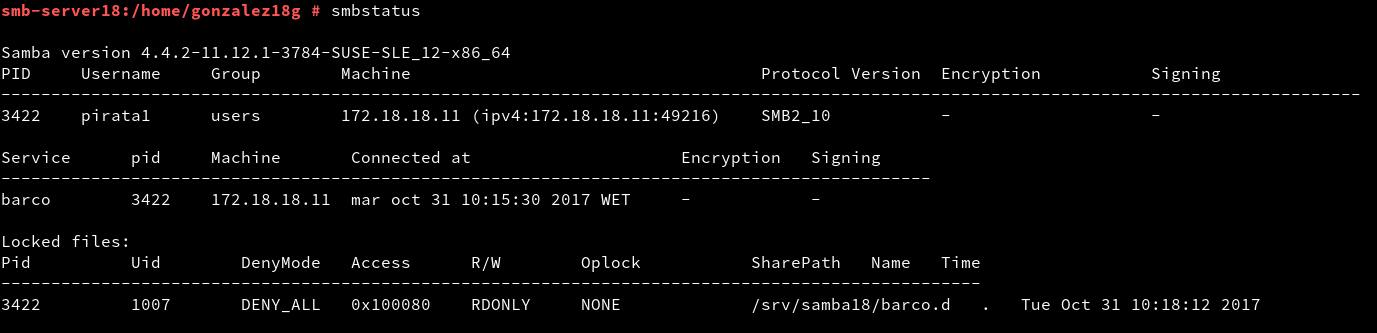 smb-server18:/home/gonzalez18g # smbstatus
Samba version 4.4.2-11.12.1-3784-SUSE-SLE_12-x86_64
PID     Username     Group        Machine                                   Protocol Version  Encryption           Signing
----------------------------------------------------------------------------------------------------------------------------------------
3422    pirata1      users        172.18.18.11 (ipv4:172.18.18.11:49216)    SMB2_10           -                    -
Service      pid     Machine       Connected at                     Encryption   Signing
---------------------------------------------------------------------------------------------
barco        3422    172.18.18.11  mar oct 31 10:15:30 2017 WET     -            -
Locked files:
Pid          Uid        DenyMode   Access      R/W        Oplock           SharePath   Name   Time
--------------------------------------------------------------------------------------------------
3422         1007       DENY_ALL   0x100080    RDONLY     NONE             /srv/samba18/barco.d   .   Tue Oct 31 10:18:12 2017